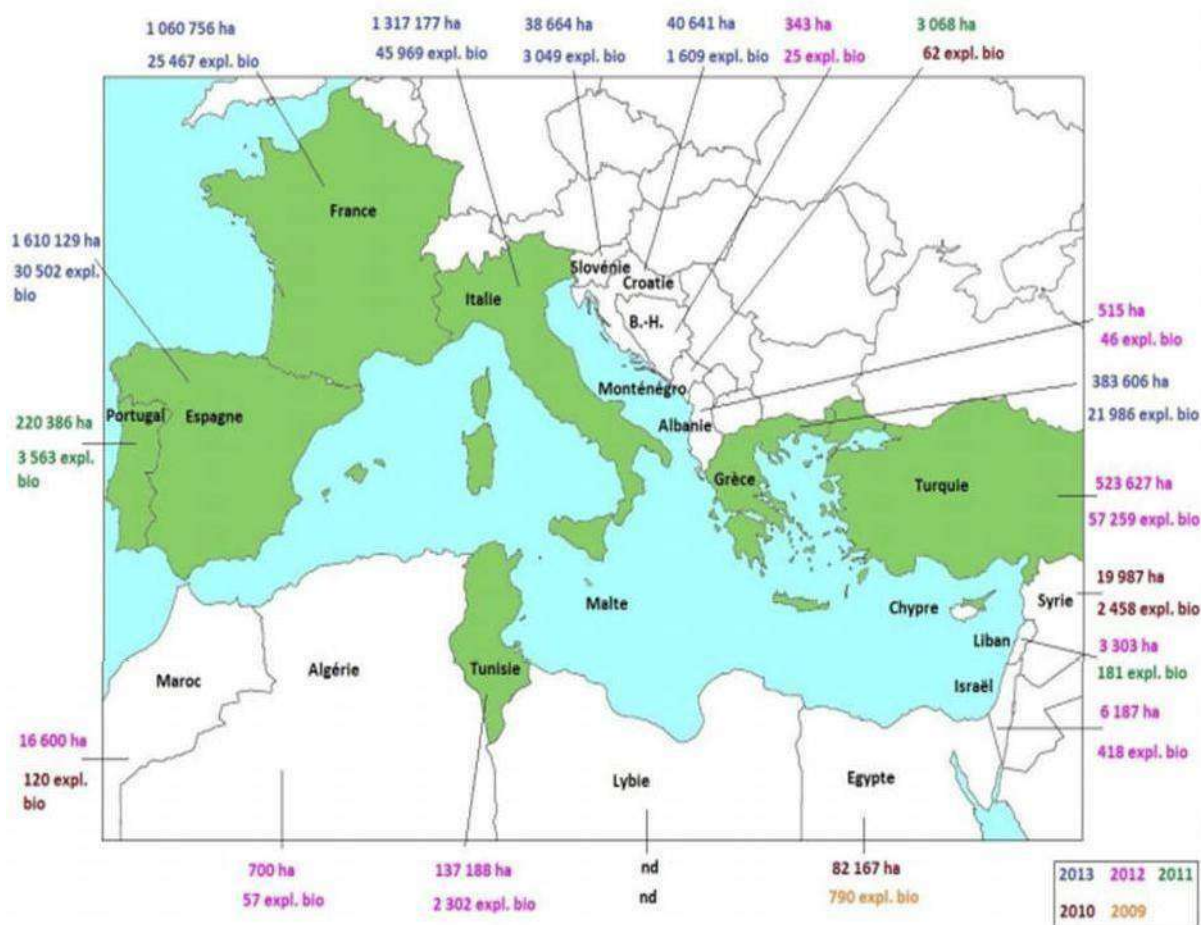 1 060 756 ha
25 467 expl. bio
1 317 177 ha
45 969 expl. bio
38 664 ha
3 049 expl. bio
40 641 ha
1 609 expl. bio
343 ha
25 expl. bio
3 068 ha
62 expl. bio
France
1 610 129 ha
30 502 expl.
bio
Slovénie
Croatie
Italie
B.-H.
515 ha
46 expl. bio
Monténégro
383 606 ha
21 986 expl. bio
Portugal
Espagne
Albanie
220 386 ha
3 563 expl.
bio
Grèce
Turquie
523 627 ha
57 259 expl. bio
Malte
Chypre
Syrie
19 987 ha
2 458 expl. bio
Liban
3 303 ha
181 expl. bio
Maroc
Algérie
Tunisie
Israël
6 187 ha
418 expl. bio
16 600 ha
120 expl.
bio
Lybie
Egypte
700 ha
57 expl. bio
137 188 ha
2 302 expl. bio
nd
nd
82 167 ha
790 expl. bio
2013 2012 2011
2010 2009